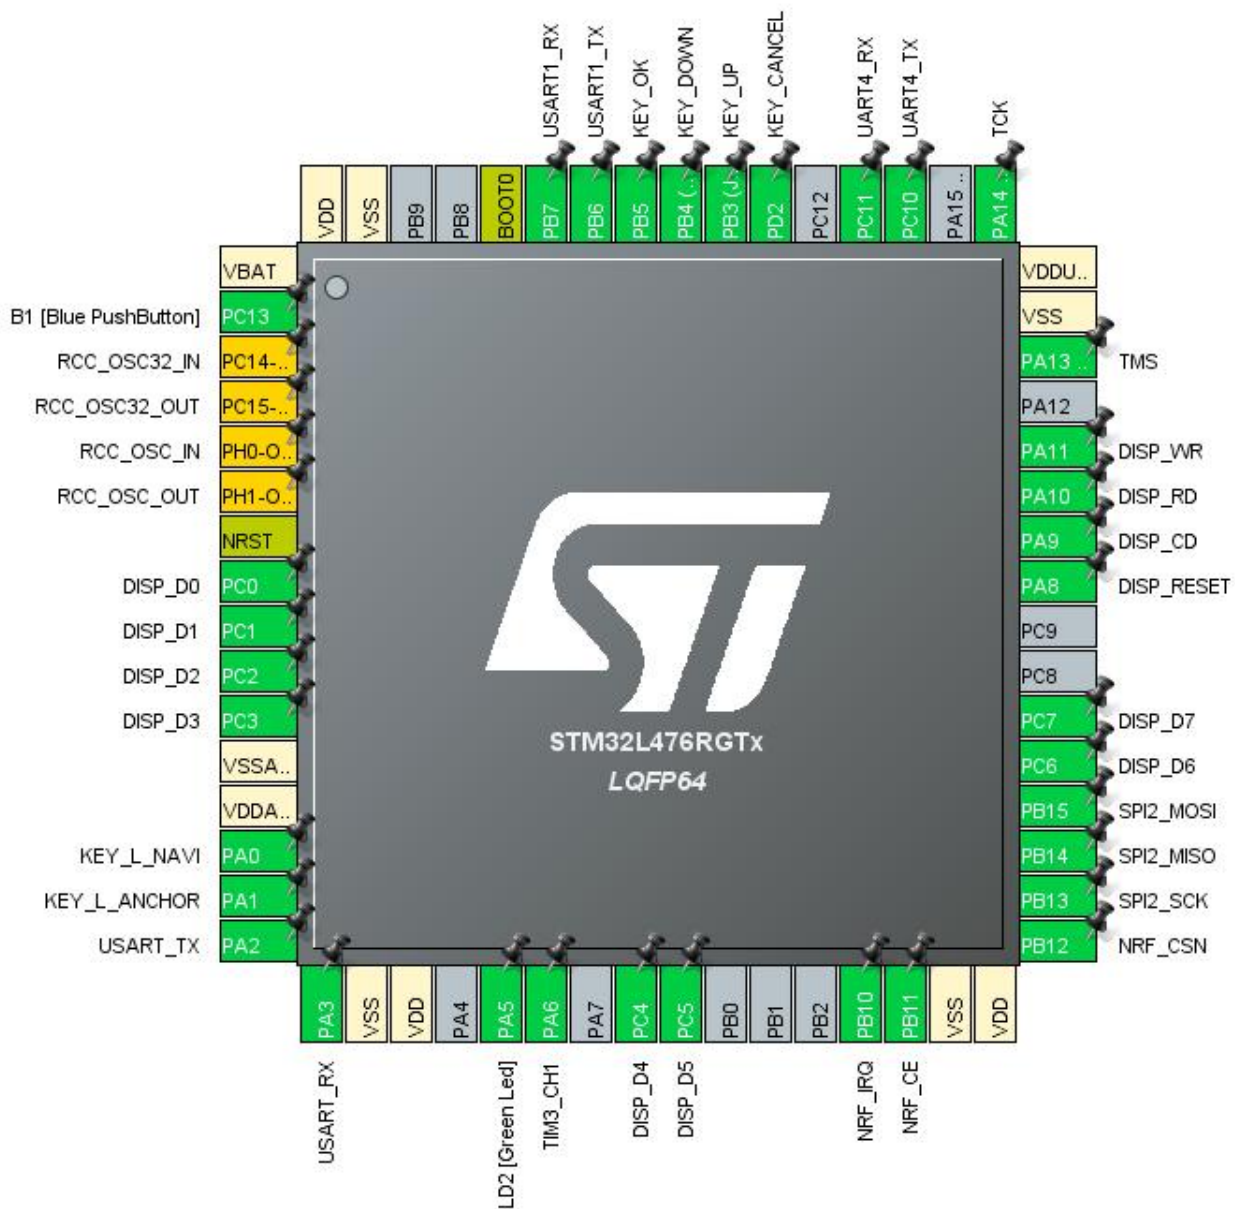 USART1_RX
USART1_TX
KEY_OK
KEY_DOWN
KEY_UP
KEY_CANCEL
UART4_RX
UART4_TX
TCK
VDD
VSS
PB9
PB8
BOOT0
PB7
PB6
PB5
PB4 (..
PB3 (J..
PD2
PC12
PC11
PC10
PA15 ..
PA14 ..
VBAT
B1 [Blue PushButton] PC13
RCC_OSC32_IN PC14-..
RCC_OSC32_OUT PC15-..
RCC_OSC_IN PH0-O..
RCC_OSC_OUT PH1-O..
NRST
DISP_D0 PC0
DISP_D1 PC1
DISP_D2 PC2
DISP_D3 PC3
VSSA..
VDDA..
KEY_L_NAVI PA0
KEY_L_ANCHOR PA1
USART_TX PA2
ST
STM32L476RGTx
LQFP64
VDDU..
VSS
PA13 .. TMS
PA12
PA11 DISP_WR
PA10 DISP_RD
PA9 DISP_CD
PA8 DISP_RESET
PC9
PC8
PC7 DISP_D7
PC6 DISP_D6
PB15 SPI2_MOSI
PB14 SPI2_MISO
PB13 SPI2_SCK
PB12 NRF_CSN
PA3
VSS
VDD
PA4
PA5
PA6
PA7
PC4
PC5
PB0
PB1
PB2
PB10
PB11
VSS
VDD
USART_RX
LD2 [Green Led]
TIM3_CH1
DISP_D4
DISP_D5
NRF_IRQ
NRF_CE